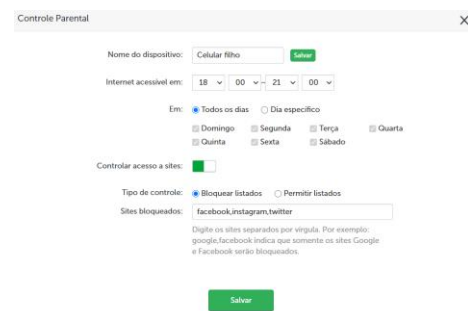 Controle Parental
Nome do dispositivo: Celular filho Salvar
Internet acessível em: 18 00 ~ 21 00
Em: Todos os dias Dia específico
Domingo Segunda Terça Quarta
Quinta Sexta Sábado
Controlar acesso a sites:
Tipo de controle: Bloquear listados Permitir listados
Sites bloqueados: facebook,instagram,twitter
Digite os sites separados por vírgula. Por exemplo:
google,facebook indica que somente os sites Google
e Facebook serão bloqueados.
Salvar